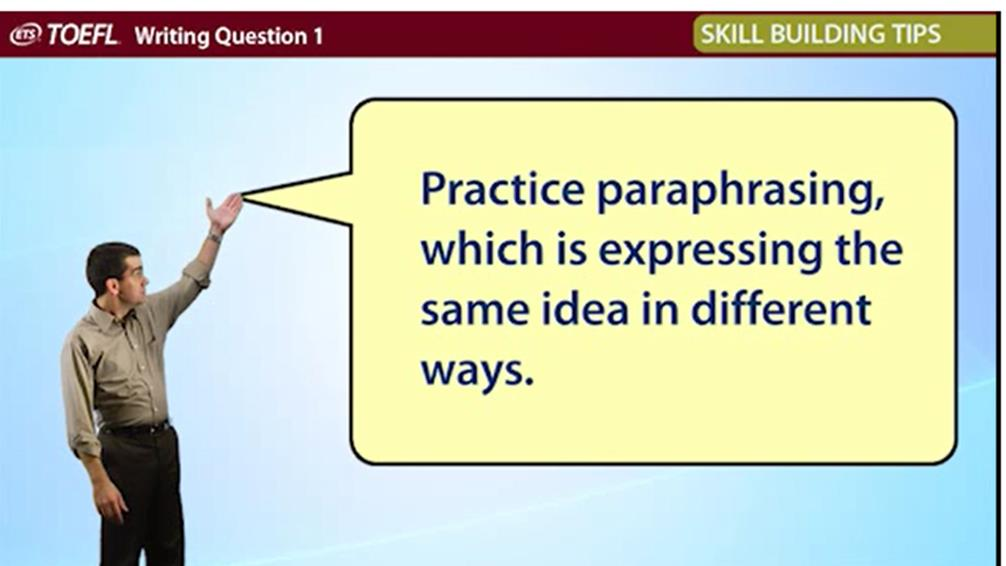 ETS TOEFL Writing Question 1
SKILL BUILDING TIPS
Practice paraphrasing,
which is expressing the
same idea in different
ways.